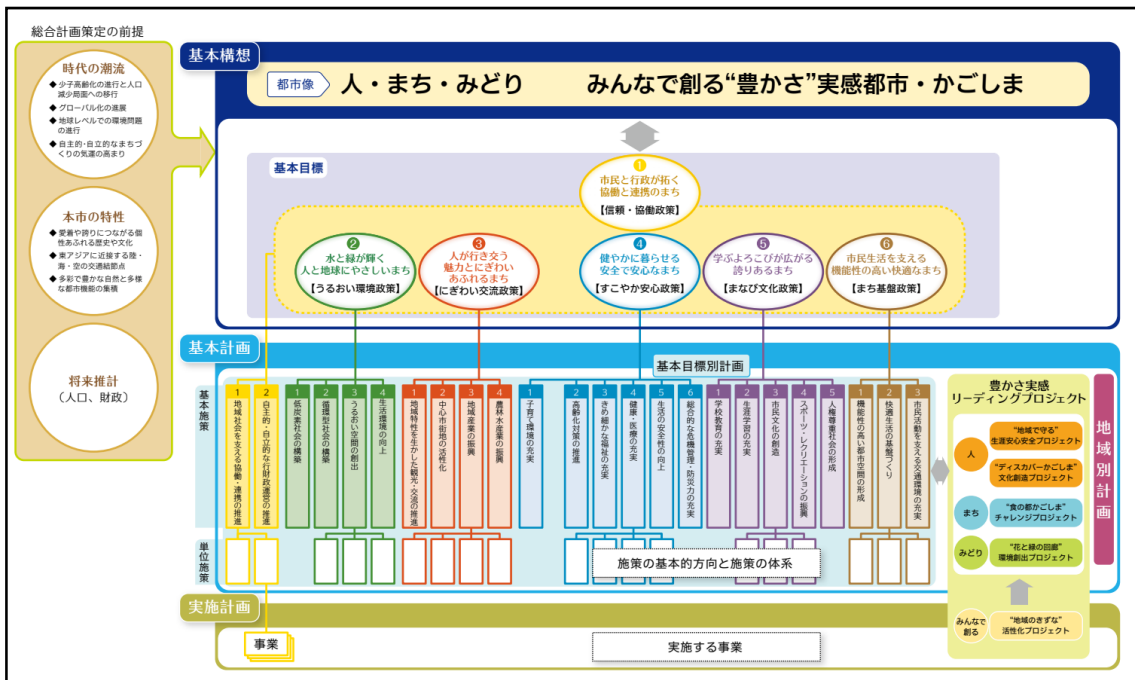 総合計画策定の前提
時代の潮流
◆少子高齢化の進行と人口
減少局面への移行
◆グローバル化の進展
◆地球レベルでの環境問題
の進行
◆自主的・自立的なまちづ
くりの気運の高まり
本市の特性
◆愛着や誇りにつながる個
性あふれる歴史や文化
◆東アジアに近接する陸・
海・空の交通結節点
◆多彩で豊かな自然と多様
な都市機能の集積
将来推計
（人口、財政）
基本構想
都市像
人・まち・みどり　みんなで創る“豊かさ”実感都市・かごしま
基本目標
1
市民と行政が拓く
協働と連携のまち
【信頼・協働政策】
2
水と緑が輝く
人と地球にやさしいまち
【うるおい環境政策】
3
人が行き交う
魅力とにぎわい
あふれるまち
【にぎわい交流政策】
4
健やかに暮らせる
安全で安心なまち
【すこやか安心政策】
5
学ぶよろこびが広がる
誇りあるまち
【まなび文化政策】
6
市民生活を支える
機能性の高い快適なまち
【まち基盤政策】
基本計画
基本目標別計画
基本施策
1 地域社会を支える協働・連携の推進
2 自主的・自立的な行財政運営の推進
1 低炭素社会の構築
2 循環型社会の構築
3 うるおい空間の創出
4 生活環境の向上
1 地域特性を生かした観光・交流の推進
2 中心市街地の活性化
3 地域産業の振興
4 農林水産業の振興
1 子育て環境の充実
2 高齢化対策の推進
3 きめ細かな福祉の充実
4 健康・医療の充実
5 生活の安全性の向上
6 総合的な危機管理・防災力の充実
1 学校教育の充実
2 生涯学習の充実
3 市民文化の創造
4 スポーツ・レクリエーションの振興
5 人権尊重社会の形成
1 機能性の高い都市空間の形成
2 快適生活の基盤づくり
3 市民活動を支える交通環境の充実
単位施策
施策の基本的方向と施策の体系
豊かさ実感
リーディングプロジェクト
人
“地域で守る”
生涯安心安全プロジェクト
“ディスカバーかごしま”
文化創造プロジェクト
まち
“食の都かごしま”
チャレンジプロジェクト
みどり
“花と緑の回廊”
環境創出プロジェクト
みんなで
創る
“地域のきずな”
活性化プロジェクト
地域別計画
実施計画
事業
実施する事業